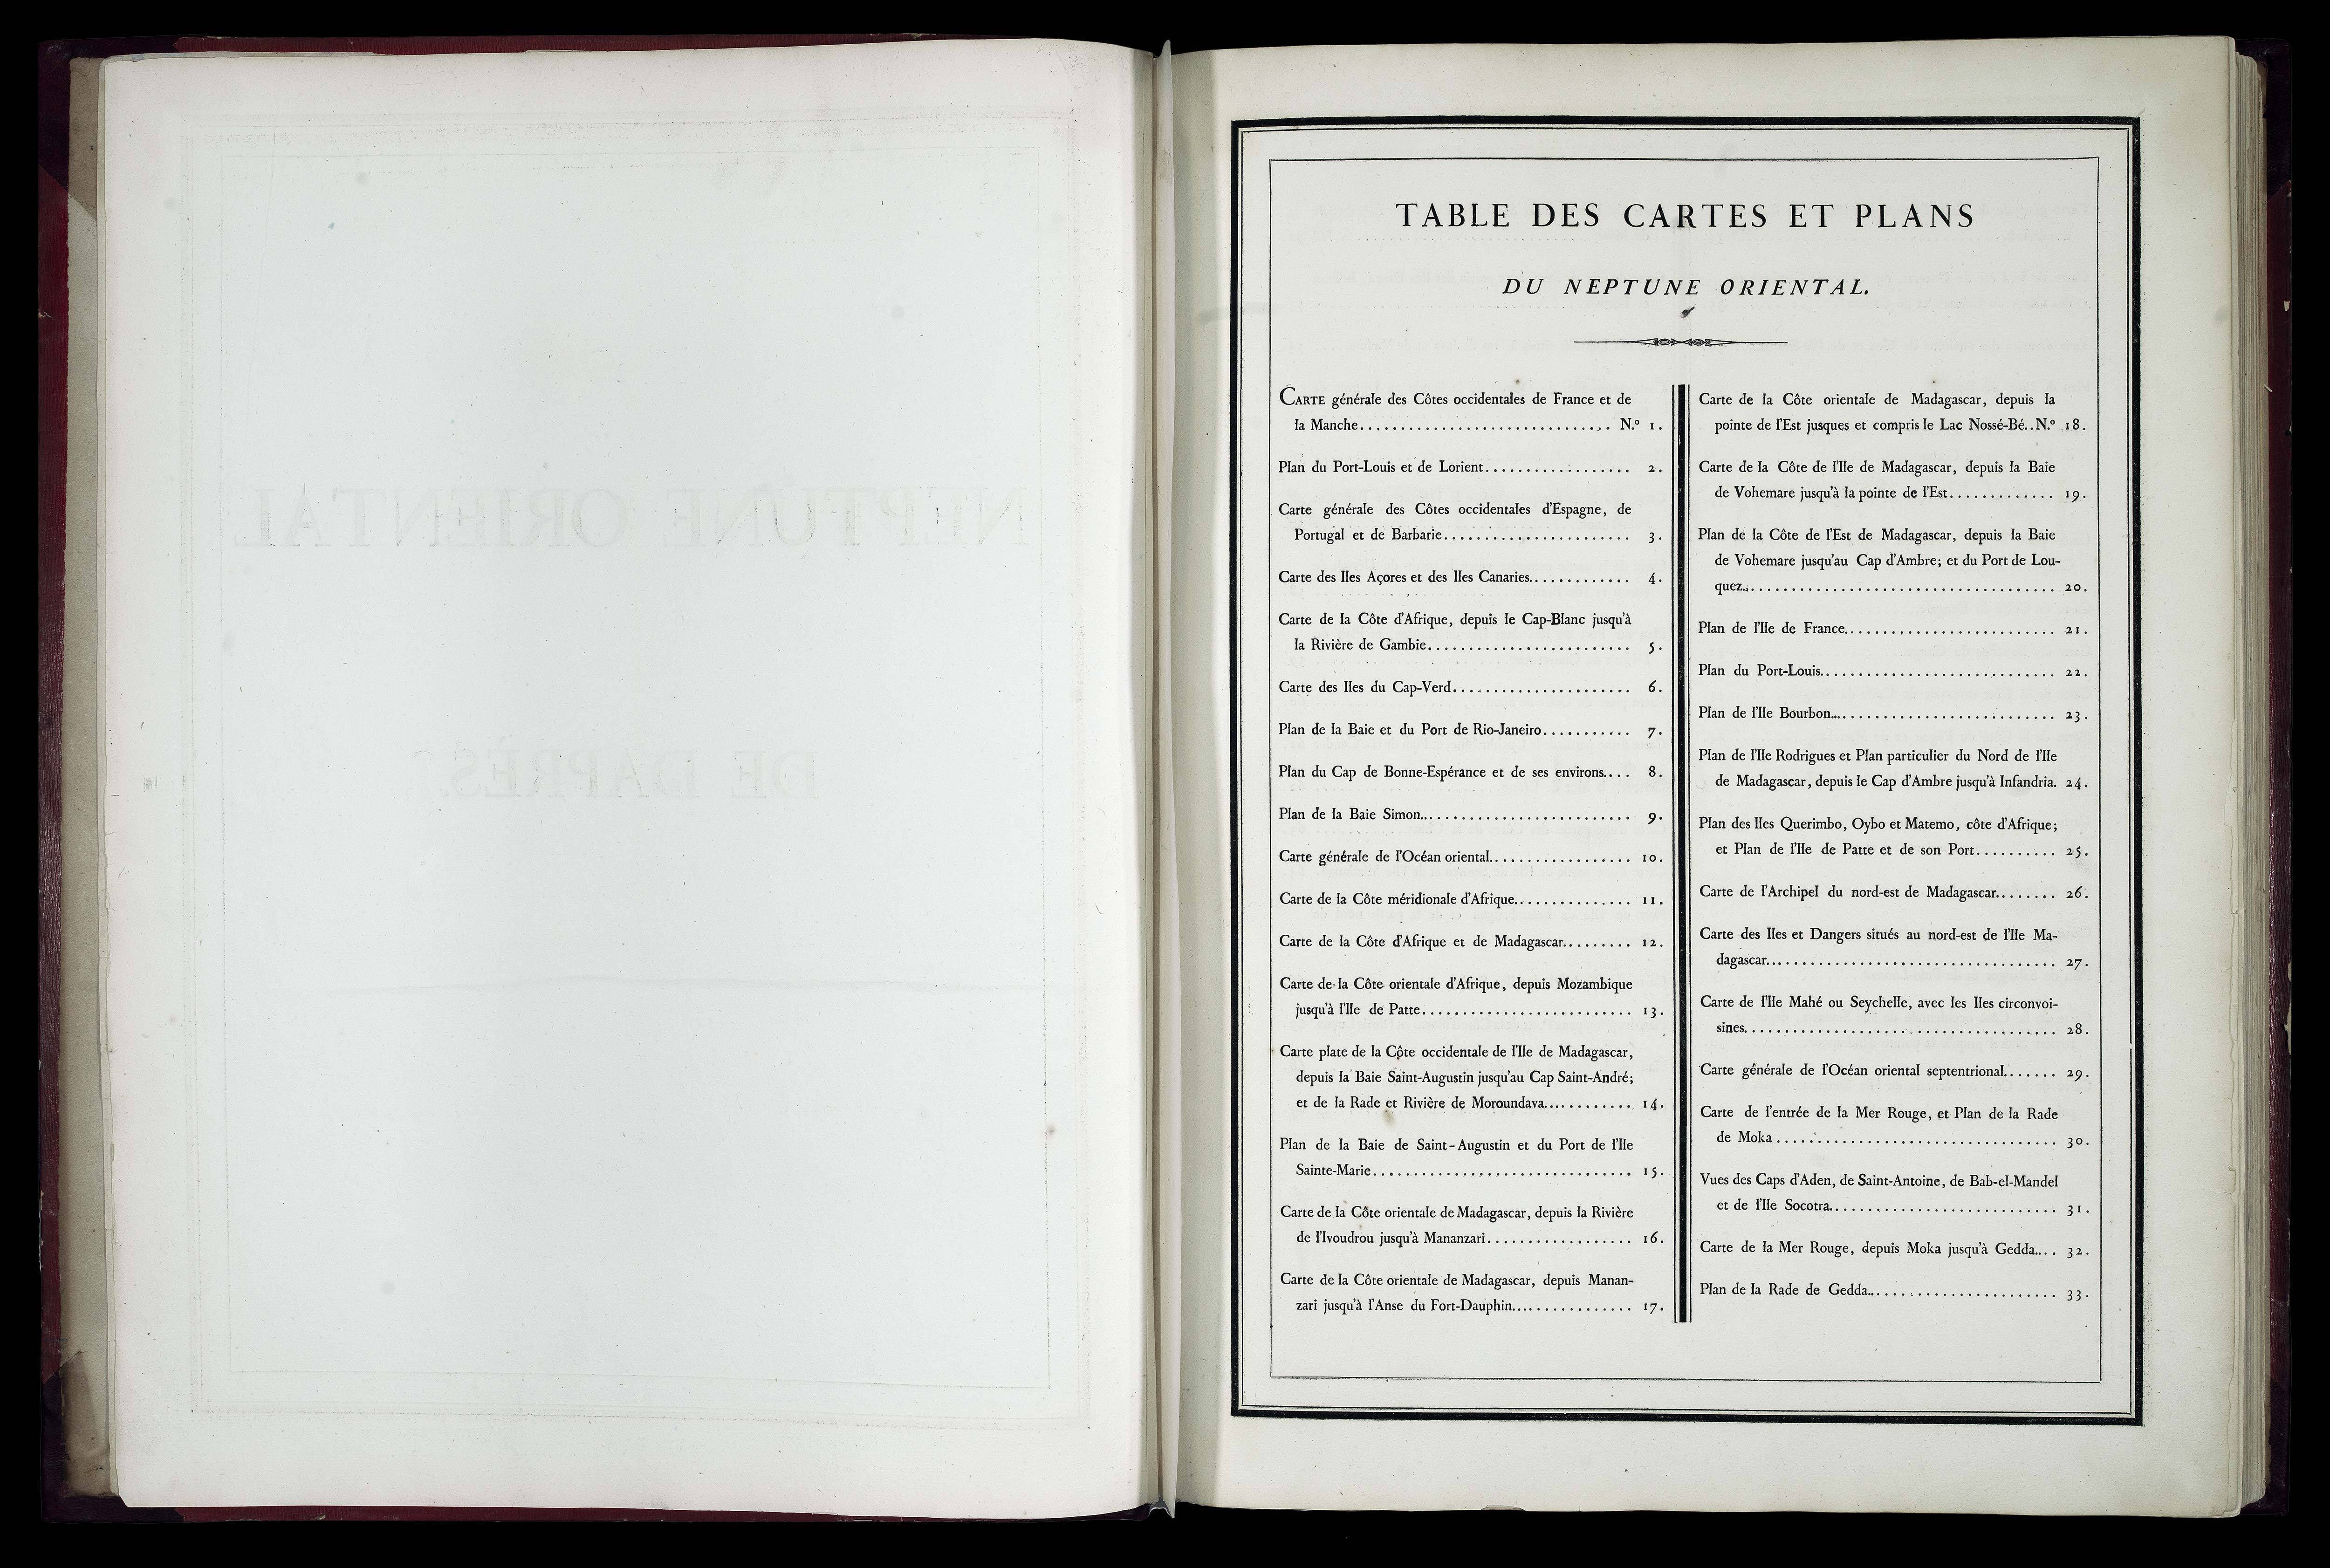 NEPTUNE ORIENTAL
DE DAPRÈS.
TABLE DES CARTES ET PLANS
DU NEPTUNE ORIENTAL.
CARTE générale des Côtes occidentales de France et de
la Manche................................ N.º 1.
Plan du Port-Louis et de Lorient.................. 2.
Carte générale des Côtes occidentales d'Espagne, de
Portugal et de Barbarie....................... 3.
Carte des Iles Açores et des Iles Canaries............. 4.
Carte de la Côte d'Afrique, depuis le Cap-Blanc jusqu'à
la Rivière de Gambie......................... 5.
Carte des Iles du Cap-Verd...................... 6.
Plan de la Baie et du Port de Rio-Janeiro........... 7.
Plan du Cap de Bonne-Espérance et de ses environs.... 8.
Plan de la Baie Simon.......................... 9.
Carte générale de l'Océan oriental.................. 10.
Carte de la Côte méridionale d'Afrique............... 11.
Carte de la Côte d'Afrique et de Madagascar......... 12.
Carte de la Côte orientale d'Afrique, depuis Mozambique
jusqu'à l'Ile de Patte.......................... 13.
Carte plate de la Côte occidentale de l'Ile de Madagascar,
depuis la Baie Saint-Augustin jusqu'au Cap Saint-André;
et de la Rade et Rivière de Moroundava........... 14.
Plan de la Baie de Saint-Augustin et du Port de l'Ile
Sainte-Marie................................ 15.
Carte de la Côte orientale de Madagascar, depuis la Rivière
de l'Ivoudrou jusqu'à Mananzari.................. 16.
Carte de la Côte orientale de Madagascar, depuis Manan-
zari jusqu'à l'Anse du Fort-Dauphin............... 17.
Carte de la Côte orientale de Madagascar, depuis la
pointe de l'Est jusques et compris le Lac Nossé-Bé..N.º 18.
Carte de la Côte de l'Ile de Madagascar, depuis la Baie
de Vohemare jusqu'à la pointe de l'Est............. 19.
Plan de la Côte de l'Est de Madagascar, depuis la Baie
de Vohemare jusqu'au Cap d'Ambre; et du Port de Lou-
quez...................................... 20.
Plan de l'Ile de France.......................... 21.
Plan du Port-Louis............................. 22.
Plan de l'Ile Bourbon............................ 23.
Plan de l'Ile Rodrigues et Plan particulier du Nord de l'Ile
de Madagascar, depuis le Cap d'Ambre jusqu'à Infandria. 24.
Plan des Iles Querimbo, Oybo et Matemo, côte d'Afrique;
et Plan de l'Ile de Patte et de son Port.......... 25.
Carte de l'Archipel du nord-est de Madagascar........ 26.
Carte des Iles et Dangers situés au nord-est de l'Ile Ma-
dagascar.................................... 27.
Carte de l'Ile Mahé ou Seychelle, avec les Iles circonvoi-
sines....................................... 28.
Carte générale de l'Océan oriental septentrional....... 29.
Carte de l'entrée de la Mer Rouge, et Plan de la Rade
de Moka................................... 30.
Vues des Caps d'Aden, de Saint-Antoine, de Bab-el-Mandel
et de l'Ile Socotra............................ 31.
Carte de la Mer Rouge, depuis Moka jusqu'à Gedda.... 32.
Plan de la Rade de Gedda........................ 33.